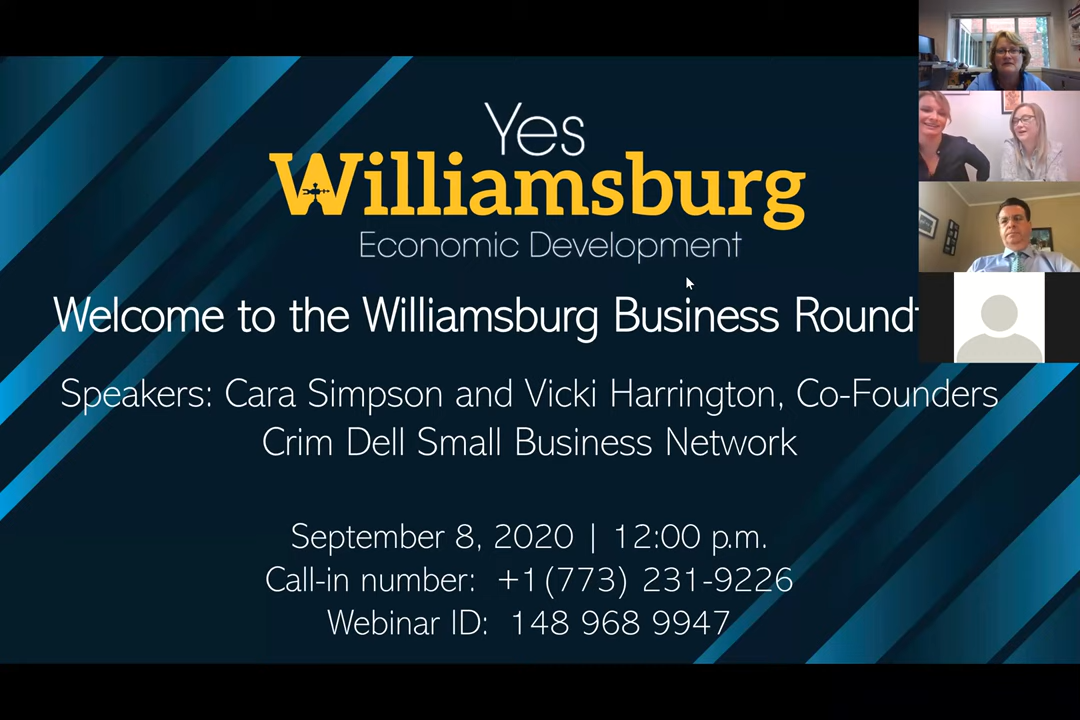 Yes
Williamsburg
Economic Development
Welcome to the Williamsburg Business Round
Speakers: Cara Simpson and Vicki Harrington, Co-Founders
Crim Dell Small Business Network
September 8, 2020 | 12:00 p.m.
Call-in number: +1 (773) 231-9226
Webinar ID: 148 968 9947